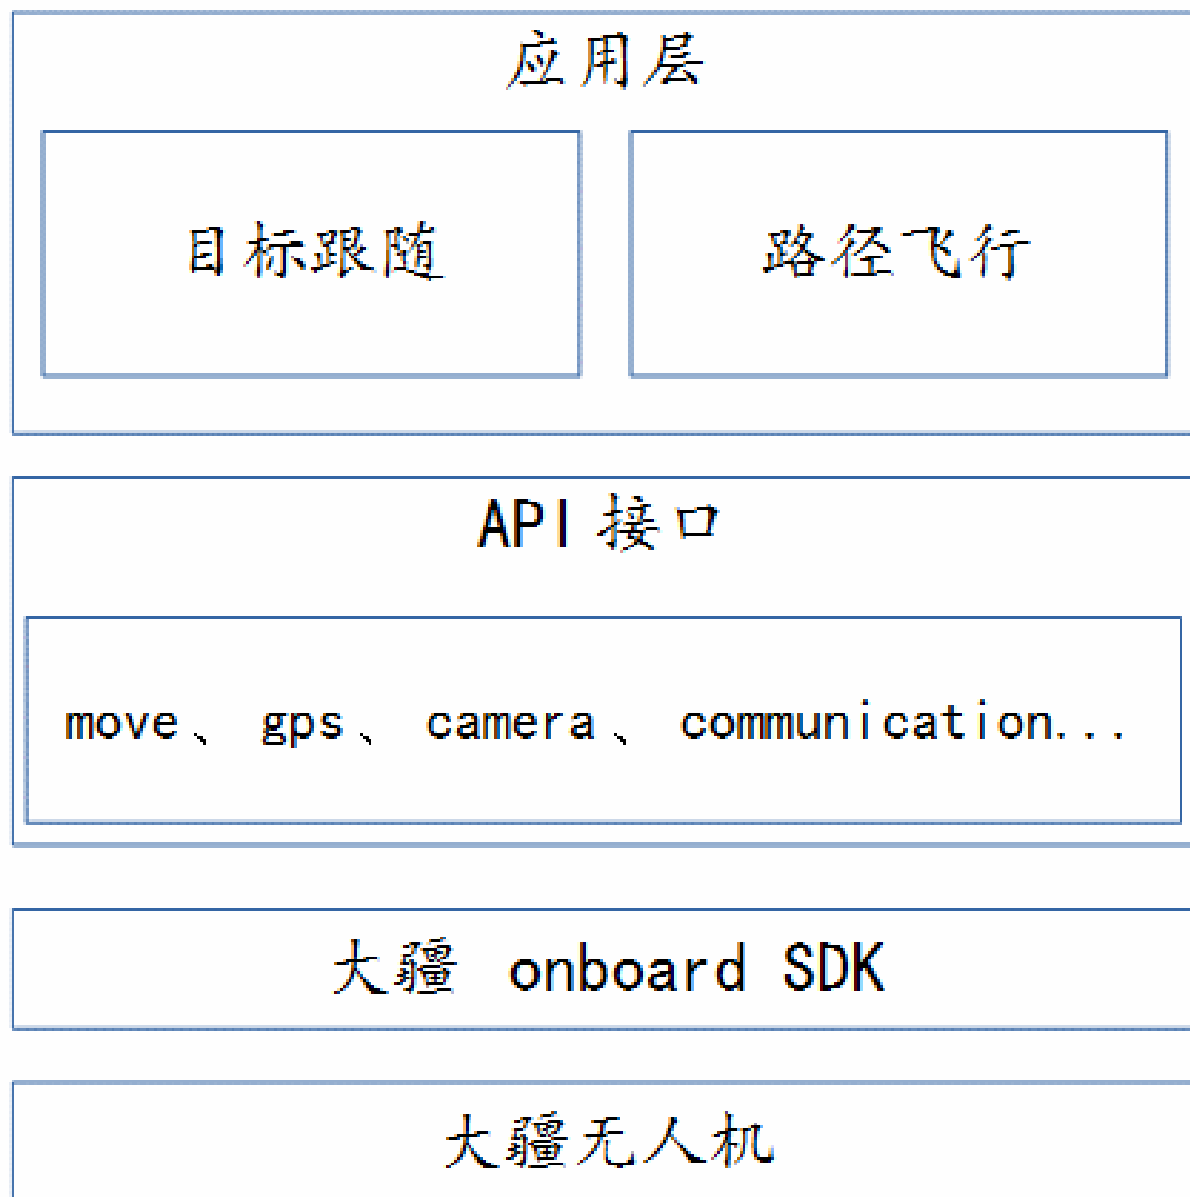 应用层
目标跟随 路径飞行
API 接口
move、 gps、 camera、 communication...
大疆 onboard SDK
大疆无人机